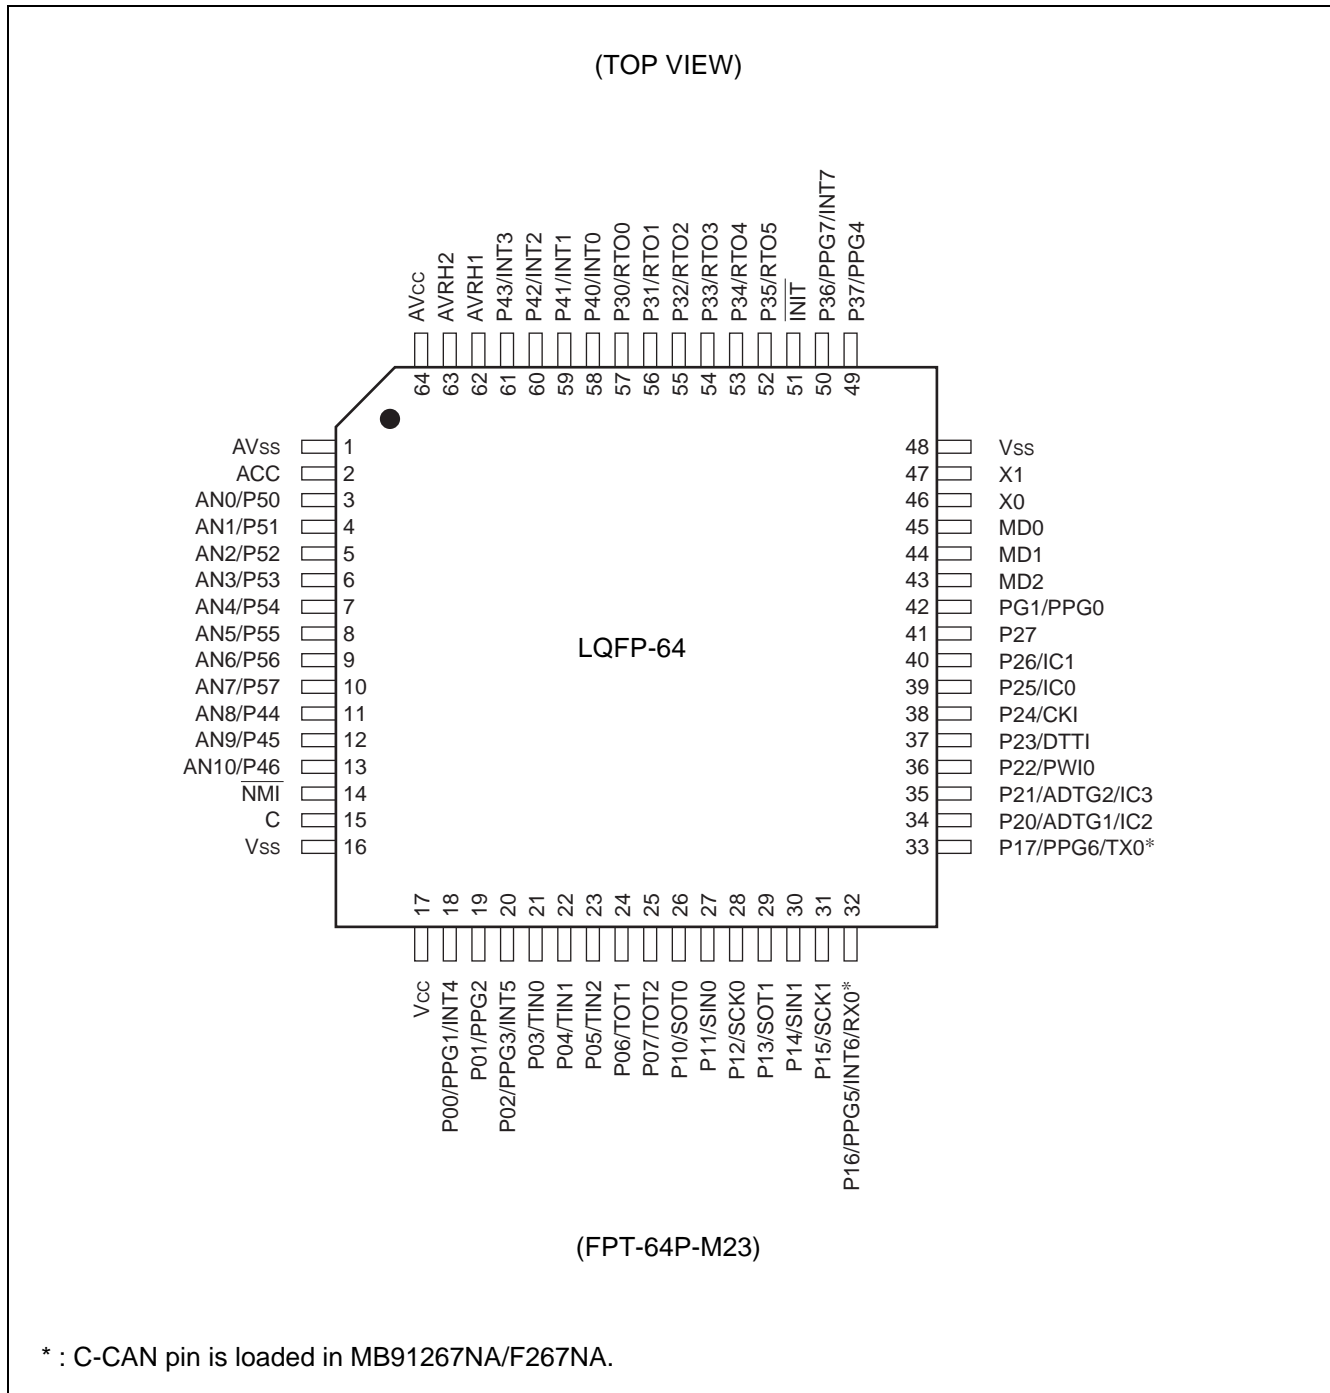 (TOP VIEW)
AVcc
AVRH2
AVRH1
P43/INT3
P42/INT2
P41/INT1
P40/INT0
P30/RTO0
P31/RTO1
P32/RTO2
P33/RTO3
P34/RTO4
P35/RTO5
INIT
P36/PPG7/INT7
P37/PPG4
64 63 62 61 60 59 58 57 56 55 54 53 52 51 50 49
AVss 1
ACC 2
AN0/P50 3
AN1/P51 4
AN2/P52 5
AN3/P53 6
AN4/P54 7
AN5/P55 8
AN6/P56 9
AN7/P57 10
AN8/P44 11
AN9/P45 12
AN10/P46 13
NMI 14
C 15
Vss 16
LQFP-64
48 Vss
47 X1
46 X0
45 MD0
44 MD1
43 MD2
42 PG1/PPG0
41 P27
40 P26/IC1
39 P25/IC0
38 P24/CKI
37 P23/DTTI
36 P22/PWI0
35 P21/ADTG2/IC3
34 P20/ADTG1/IC2
33 P17/PPG6/TX0*
17 18 19 20 21 22 23 24 25 26 27 28 29 30 31 32
Vcc
P00/PPG1/INT4
P01/PPG2
P02/PPG3/INT5
P03/TIN0
P04/TIN1
P05/TIN2
P06/TOT1
P07/TOT2
P10/SOT0
P11/SIN0
P12/SCK0
P13/SOT1
P14/SIN1
P15/SCK1
P16/PPG5/INT6/RX0*
(FPT-64P-M23)
* : C-CAN pin is loaded in MB91267NA/F267NA.